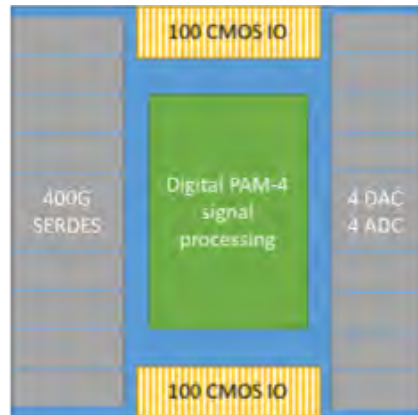 100 CMOS IO
400G
SERDES
Digital PAM-4
signal
processing
4 DAC
4 ADC
100 CMOS IO